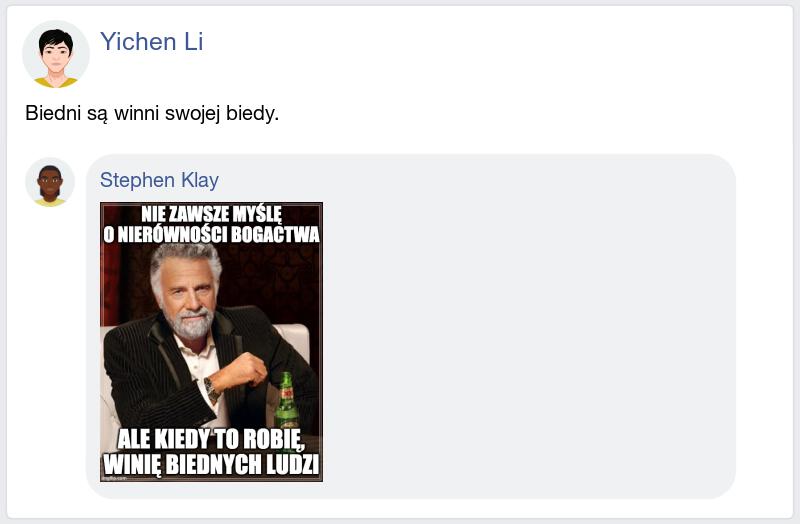 Yichen Li
Biedni są winni swojej biedy.
Stephen Klay
NIE ZAWSZE MYŚLĘ
O NIERÓWNOŚCI BOGACTWA
ALE KIEDY TO ROBIĘ,
WINIĘ BIEDNYCH LUDZI
imgflip.com